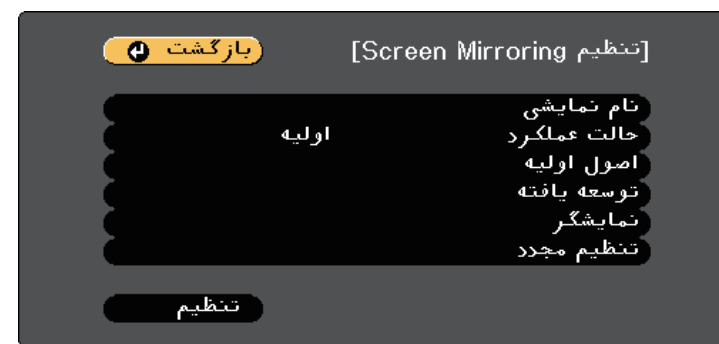 [تنظیم Screen Mirroring]
بازگشت
نام نمایشی
حالت عملکرد اولیه
اصول اولیه
توسعه یافته
نمایشگر
تنظیم مجدد
تنظیم